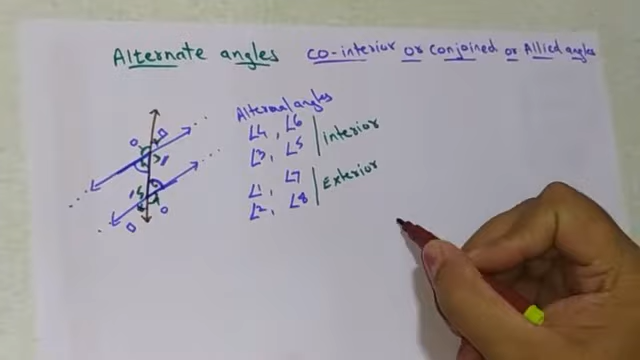 Alternate angles co-interior or conjoined or Allied angles
Alternal angles
∠4, ∠6
∠3, ∠5
Interior
∠1, ∠7
∠2, ∠8
Exterior